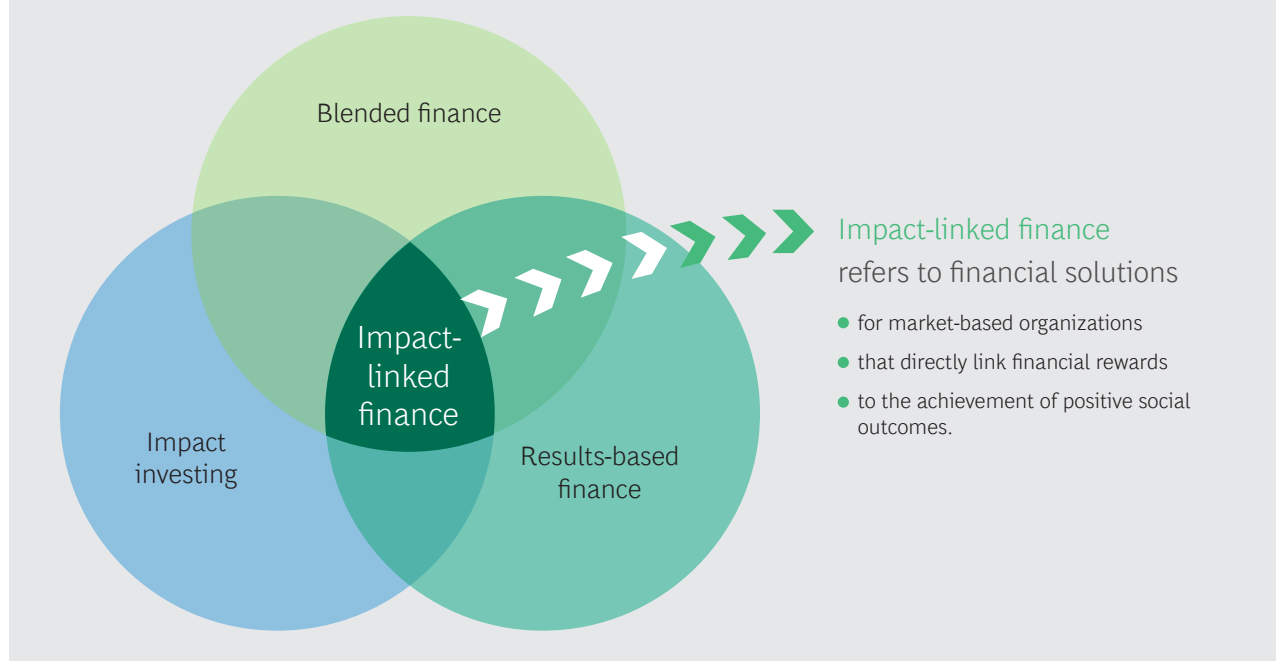 Blended finance
Impact-linked finance
refers to financial solutions
for market-based organizations
that directly link financial rewards
to the achievement of positive social
outcomes.
Impact-
linked
finance
Impact
investing
Results-based
finance